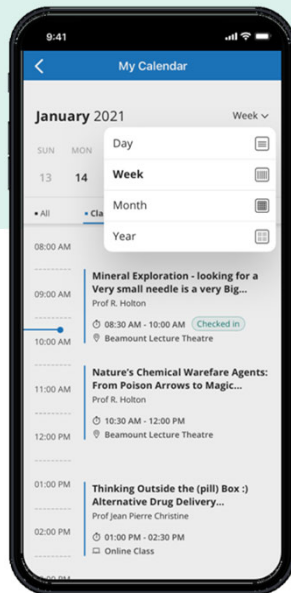 9:41
My Calendar
January 2021
Week
SUN MON
13 14
Day
Week
Month
Year
• All • Cla
08:00 AM
Mineral Exploration - looking for a
Very small needle is a very Big...
Prof R. Holton
09:00 AM
08:30 AM - 10:00 AM Checked in
Beamount Lecture Theatre
10:00 AM
Nature's Chemical Warefare Agents:
From Poison Arrows to Magic...
11:00 AM
Prof R. Holton
10:30 AM - 12:00 PM
Beamount Lecture Theatre
12:00 PM
01:00 PM
Thinking Outside the (pill) Box :)
Alternative Drug Delivery...
Prof Jean Pierre Christine
02:00 PM
01:00 PM - 02:30 PM
Online Class